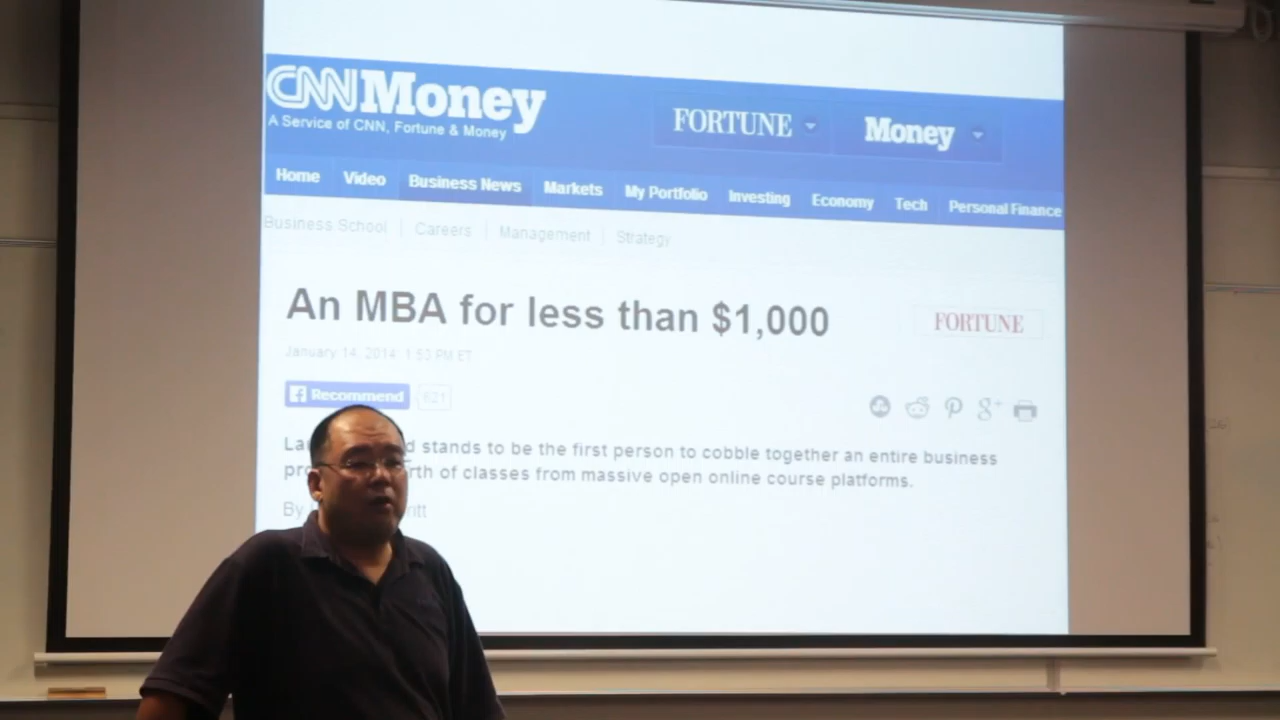 CNNMoney
A Service of CNN, Fortune & Money
FORTUNE
Money
Home Video Business News Markets My Portfolio Investing Economy Tech Personal Finance
Business School Careers Management Strategy
An MBA for less than $1,000
FORTUNE
January 14, 2014: 1:53 PM ET
Recommend 621
stands to be the first person to cobble together an entire business
of classes from massive open online course platforms.
By